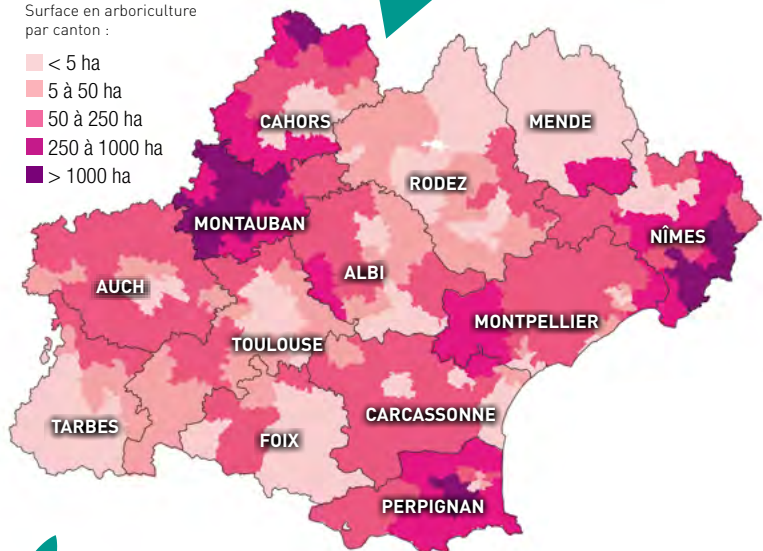 Surface en arboriculture
par canton :
< 5 ha
5 à 50 ha
50 à 250 ha
250 à 1000 ha
> 1000 ha
CAHORS
MENDE
RODEZ
MONTAUBAN
NÎMES
ALBI
AUCH
MONTPELLIER
TOULOUSE
CARCASSONNE
TARBES
FOIX
PERPIGNAN